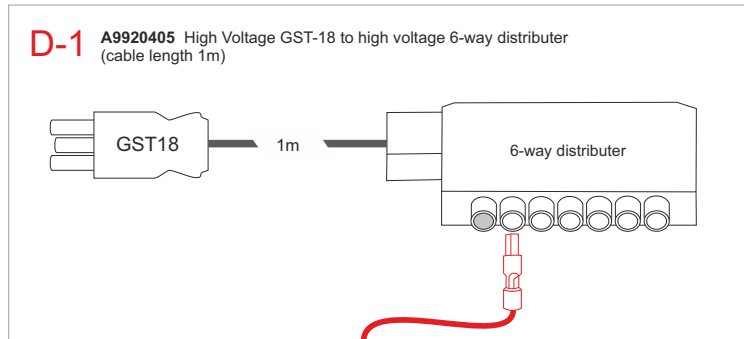 D-1 A9920405 High Voltage GST-18 to high voltage 6-way distributer
(cable length 1m)
GST18
1m
6-way distributer